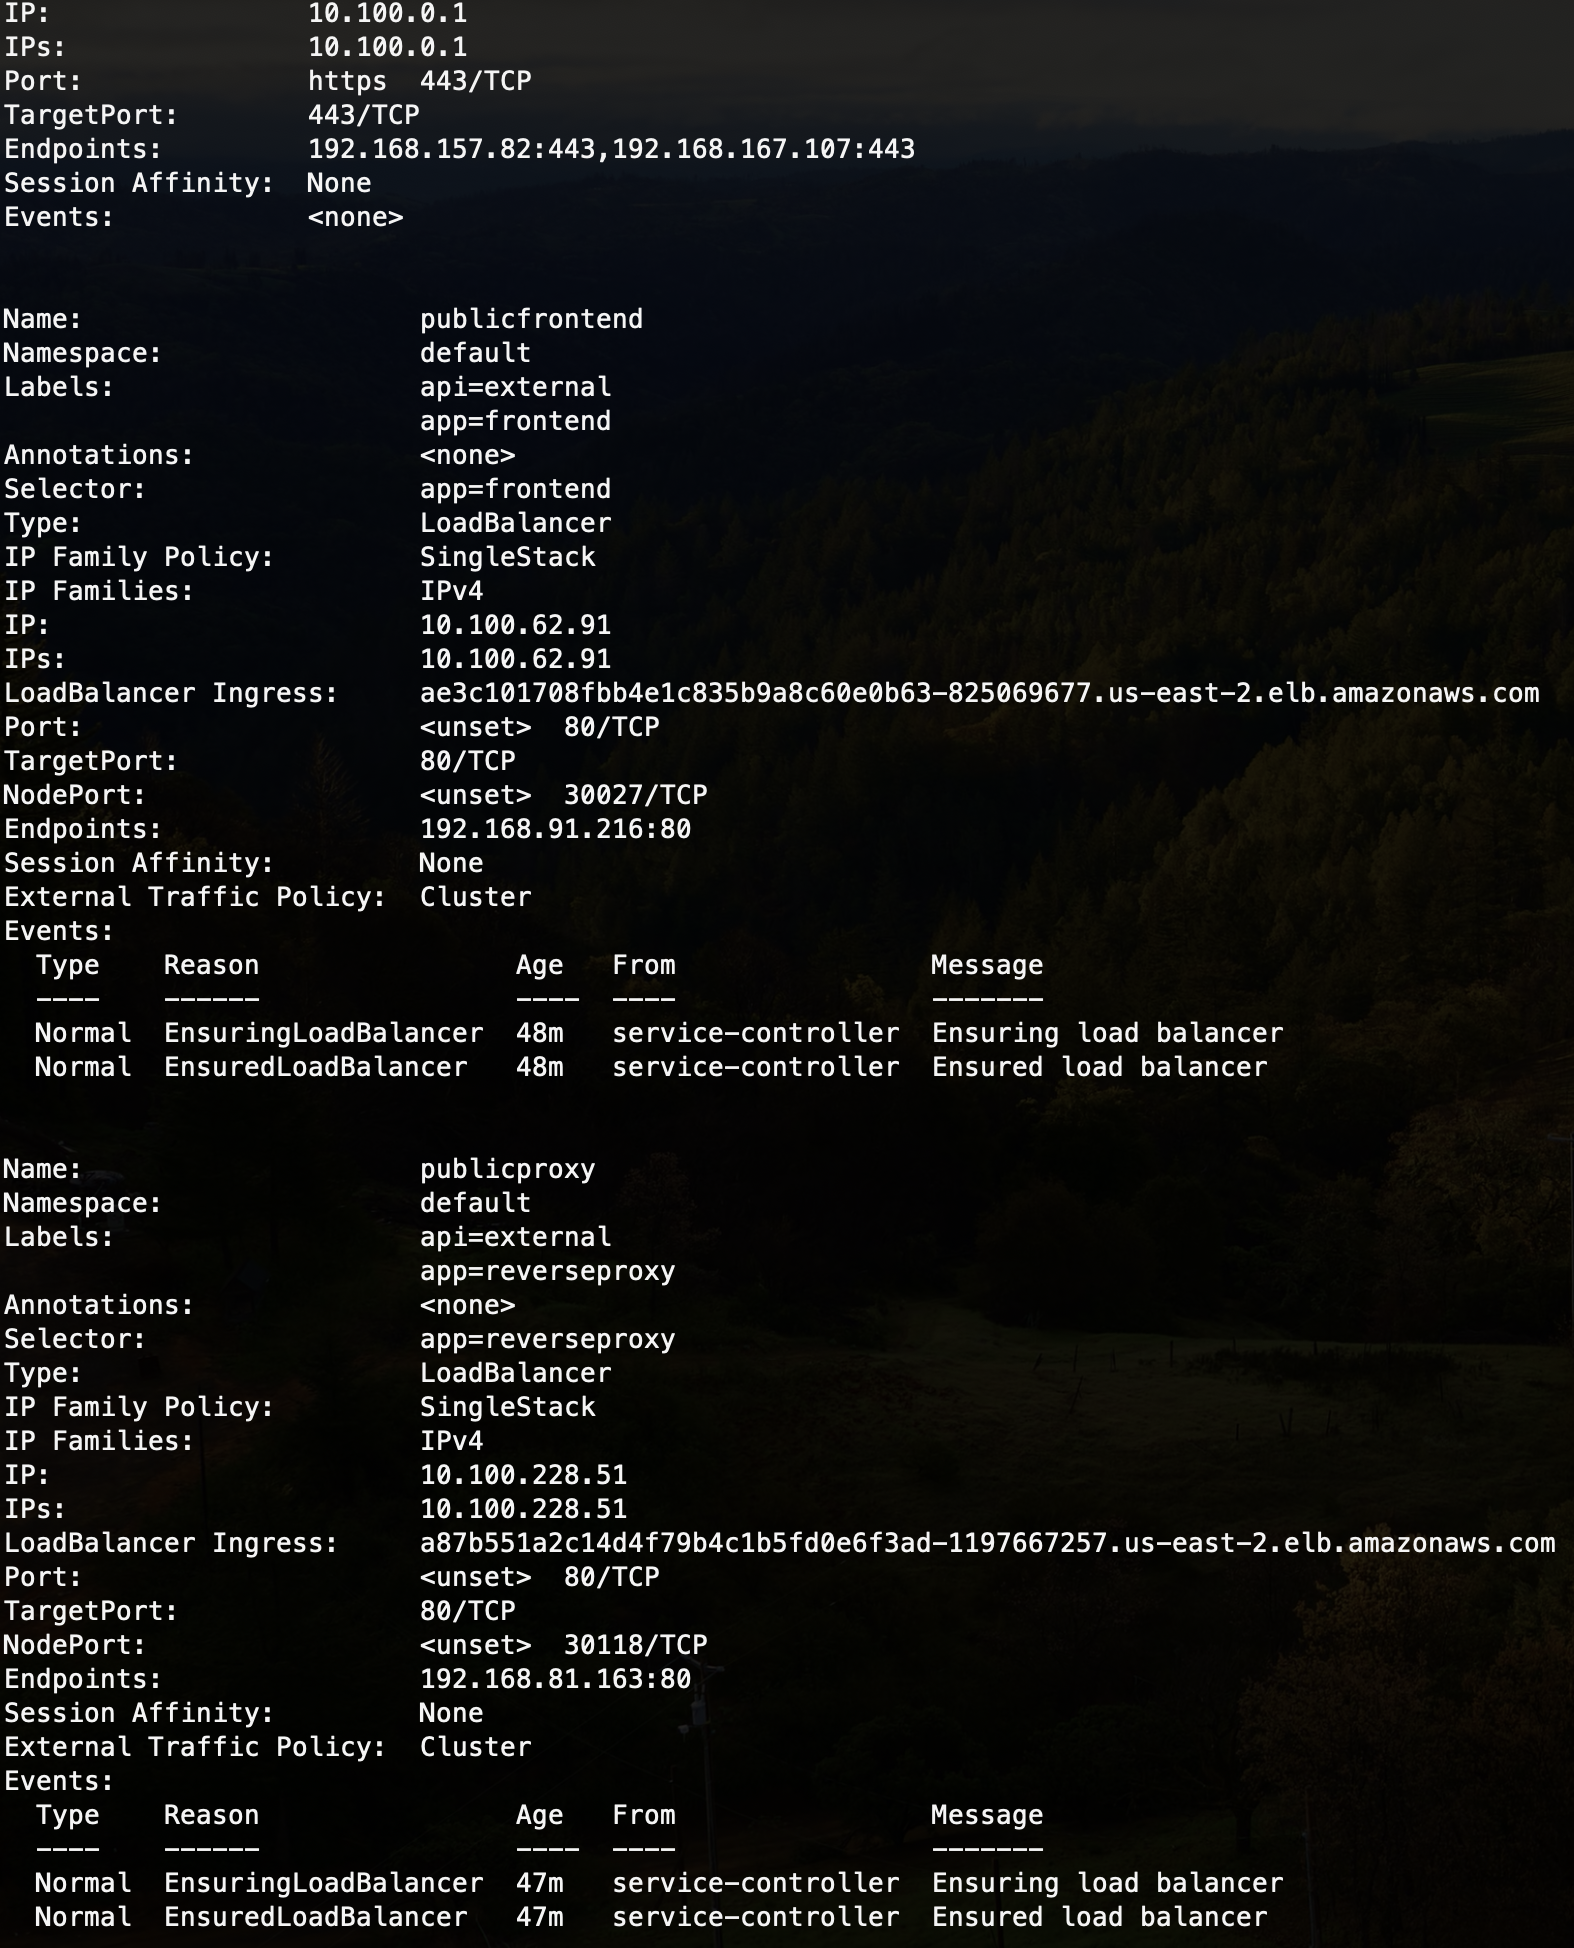 IP:                10.100.0.1
IPs:               10.100.0.1
Port:              https  443/TCP
TargetPort:        443/TCP
Endpoints:         192.168.157.82:443,192.168.167.107:443
Session Affinity:  None
Events:            <none>

Name:                     publicfrontend
Namespace:                default
Labels:                   api=external
                          app=frontend
Annotations:              <none>
Selector:                 app=frontend
Type:                     LoadBalancer
IP Family Policy:         SingleStack
IP Families:              IPv4
IP:                       10.100.62.91
IPs:                      10.100.62.91
LoadBalancer Ingress:     ae3c101708fbb4e1c835b9a8c60e0b63-825069677.us-east-2.elb.amazonaws.com
Port:                     <unset>  80/TCP
TargetPort:               80/TCP
NodePort:                 <unset>  30027/TCP
Endpoints:                192.168.91.216:80
Session Affinity:         None
External Traffic Policy:  Cluster
Events:
  Type    Reason                Age   From                Message
  ----    ------                ----  ----                -------
  Normal  EnsuringLoadBalancer  48m   service-controller  Ensuring load balancer
  Normal  EnsuredLoadBalancer   48m   service-controller  Ensured load balancer

Name:                     publicproxy
Namespace:                default
Labels:                   api=external
                          app=reverseproxy
Annotations:              <none>
Selector:                 app=reverseproxy
Type:                     LoadBalancer
IP Family Policy:         SingleStack
IP Families:              IPv4
IP:                       10.100.228.51
IPs:                      10.100.228.51
LoadBalancer Ingress:     a87b551a2c14d4f79b4c1b5fd0e6f3ad-1197667257.us-east-2.elb.amazonaws.com
Port:                     <unset>  80/TCP
TargetPort:               80/TCP
NodePort:                 <unset>  30118/TCP
Endpoints:                192.168.81.163:80
Session Affinity:         None
External Traffic Policy:  Cluster
Events:
  Type    Reason                Age   From                Message
  ----    ------                ----  ----                -------
  Normal  EnsuringLoadBalancer  47m   service-controller  Ensuring load balancer
  Normal  EnsuredLoadBalancer   47m   service-controller  Ensured load balancer